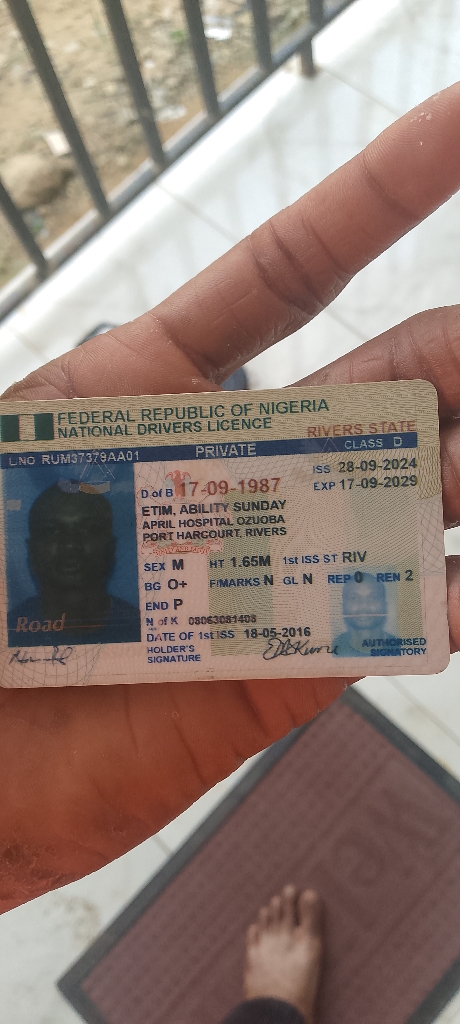 FEDERAL REPUBLIC OF NIGERIA
NATIONAL DRIVERS LICENCE
RIVERS STATE
L/NO RUM37379AA01 PRIVATE CLASS D
ISS 28-09-2024
D of B 17-09-1987 EXP 17-09-2029
ETIM, ABILITY SUNDAY
APRIL HOSPITAL OZUOBA
PORT HARCOURT, RIVERS
SEX M HT 1.65M 1st ISS ST RIV
BG O+ F/MARKS N GL N REP 0 REN 2
END P
N of K 08063081408
DATE OF 1st ISS 18-05-2016
HOLDER'S
SIGNATURE
AUTHORISED
SIGNATORY
Road